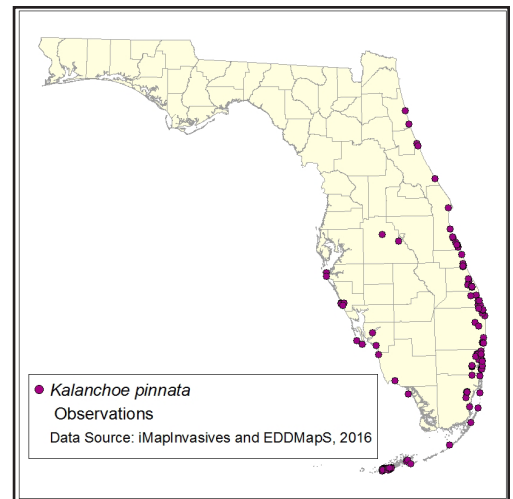 Kalanchoe pinnata
Observations
Data Source: iMapInvasives and EDDMapS, 2016